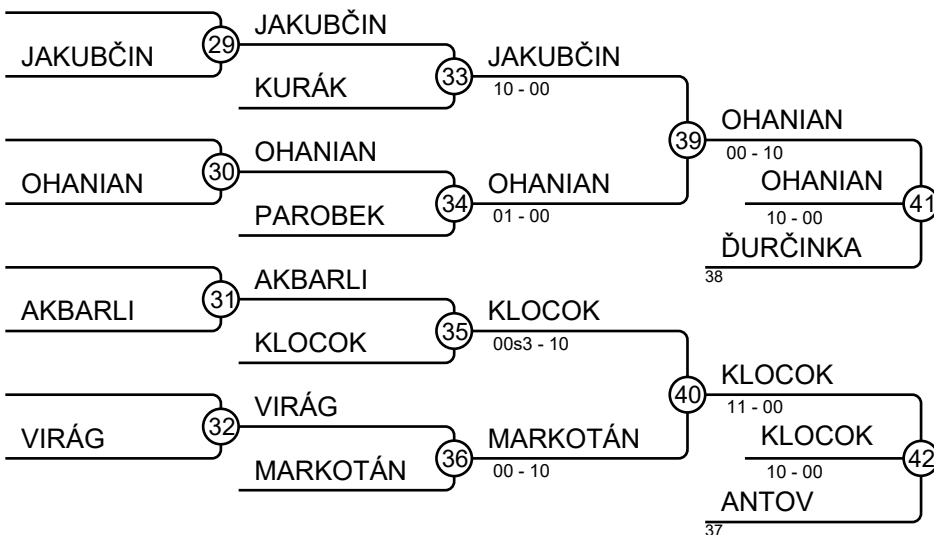 JAKUBČIN
29
JAKUBČIN
KURÁK
33
JAKUBČIN
10 - 00
OHANIAN
30
OHANIAN
PAROBEK
34
OHANIAN
01 - 00
39
OHANIAN
00 - 10
OHANIAN
10 - 00
41
ĎURČINKA
38
AKBARLI
31
AKBARLI
KLOCOK
35
KLOCOK
00s3 - 10
VIRÁG
32
VIRÁG
MARKOTÁN
36
MARKOTÁN
00 - 10
40
KLOCOK
11 - 00
KLOCOK
10 - 00
42
ANTOV
37